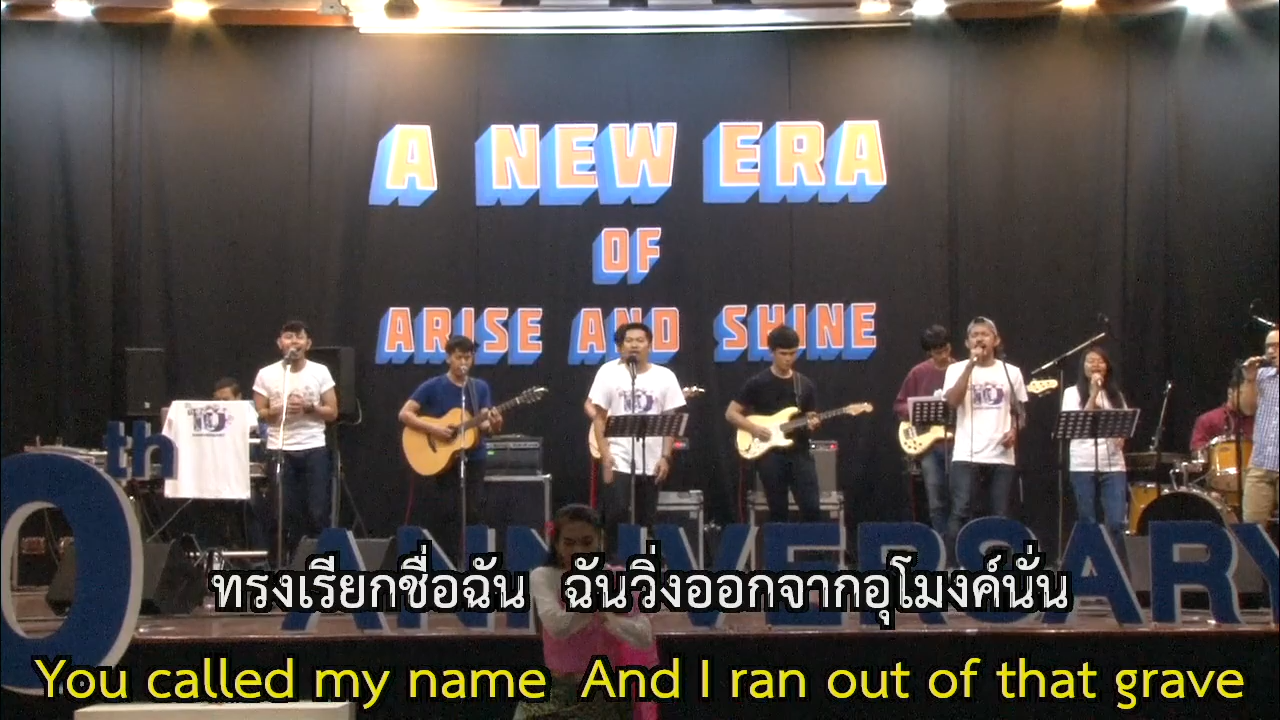 A NEW ERA
OF
ARISE AND SHINE
0th
ANNIVERSARY
ทรงเรียกชื่อฉัน ฉันวิ่งออกจากอุโมงค์นั่น
You called my name And I ran out of that grave